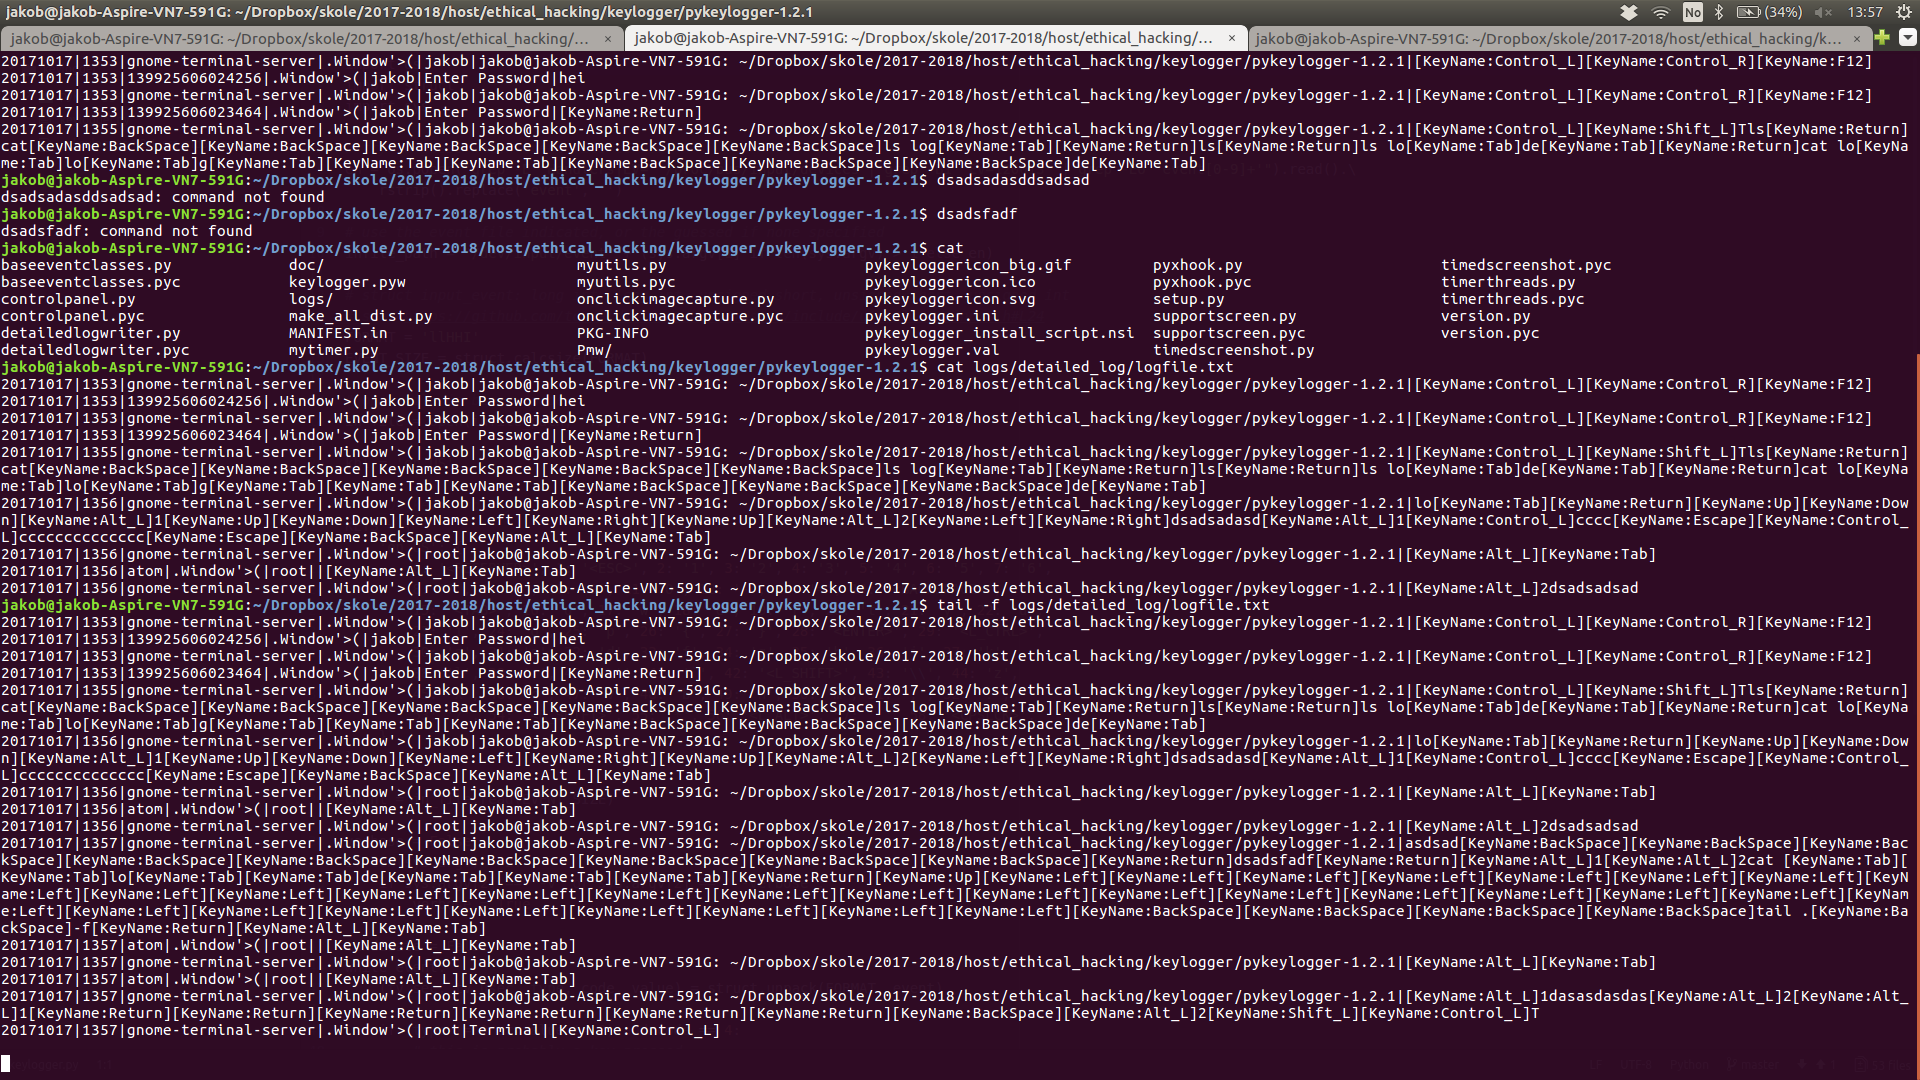 jakob@jakob-Aspire-VN7-591G: ~/Dropbox/skole/2017-2018/host/ethical_hacking/keylogger/pykeylogger-1.2.1 No (34%) 13:57
jakob@jakob-Aspire-VN7-591G: ~/Dropbox/skole/2017-2018/host/ethical_hacking/... × jakob@jakob-Aspire-VN7-591G: ~/Dropbox/skole/2017-2018/host/ethical_hacking/... × jakob@jakob-Aspire-VN7-591G: ~/Dropbox/skole/2017-2018/host/ethical_hacking/k... ×
20171017|1353|gnome-terminal-server|.Window'>(|jakob|jakob@jakob-Aspire-VN7-591G: ~/Dropbox/skole/2017-2018/host/ethical_hacking/keylogger/pykeylogger-1.2.1|[KeyName:Control_L][KeyName:Control_R][KeyName:F12]
20171017|1353|139925606024256|.Window'>(|jakob|Enter Password|hei
20171017|1353|gnome-terminal-server|.Window'>(|jakob|jakob@jakob-Aspire-VN7-591G: ~/Dropbox/skole/2017-2018/host/ethical_hacking/keylogger/pykeylogger-1.2.1|[KeyName:Control_L][KeyName:Control_R][KeyName:F12]
20171017|1353|139925606023464|.Window'>(|jakob|Enter Password|[KeyName:Return]
20171017|1355|gnome-terminal-server|.Window'>(|jakob|jakob@jakob-Aspire-VN7-591G: ~/Dropbox/skole/2017-2018/host/ethical_hacking/keylogger/pykeylogger-1.2.1|[KeyName:Control_L][KeyName:Shift_L]Tls[KeyName:Return]
cat[KeyName:BackSpace][KeyName:BackSpace][KeyName:BackSpace][KeyName:BackSpace][KeyName:BackSpace]ls log[KeyName:Tab][KeyName:Return]ls[KeyName:Return]ls lo[KeyName:Tab]de[KeyName:Tab][KeyName:Return]cat lo[KeyNa
me:Tab]lo[KeyName:Tab]g[KeyName:Tab][KeyName:Tab][KeyName:Tab][KeyName:BackSpace][KeyName:BackSpace][KeyName:BackSpace]de[KeyName:Tab]
jakob@jakob-Aspire-VN7-591G:~/Dropbox/skole/2017-2018/host/ethical_hacking/keylogger/pykeylogger-1.2.1$ dsadsadasddsadsad
dsadsadasddsadsad: command not found
jakob@jakob-Aspire-VN7-591G:~/Dropbox/skole/2017-2018/host/ethical_hacking/keylogger/pykeylogger-1.2.1$ dsadsfadf
dsadsfadf: command not found
jakob@jakob-Aspire-VN7-591G:~/Dropbox/skole/2017-2018/host/ethical_hacking/keylogger/pykeylogger-1.2.1$ cat
baseeventclasses.py doc/ myutils.py pykeyloggericon_big.gif pyxhook.py timedscreenshot.pyc
baseeventclasses.pyc keylogger.pyw myutils.pyc pykeyloggericon.ico pyxhook.pyc timerthreads.py
controlpanel.py logs/ onclickimagecapture.py pykeyloggericon.svg setup.py timerthreads.pyc
controlpanel.pyc make_all_dist.py onclickimagecapture.pyc pykeylogger.ini supportscreen.py version.py
detailedlogwriter.py MANIFEST.in PKG-INFO pykeylogger_install_script.nsi supportscreen.pyc version.pyc
detailedlogwriter.pyc mytimer.py Pmw/ pykeylogger.val timedscreenshot.py
jakob@jakob-Aspire-VN7-591G:~/Dropbox/skole/2017-2018/host/ethical_hacking/keylogger/pykeylogger-1.2.1$ cat logs/detailed_log/logfile.txt
20171017|1353|gnome-terminal-server|.Window'>(|jakob|jakob@jakob-Aspire-VN7-591G: ~/Dropbox/skole/2017-2018/host/ethical_hacking/keylogger/pykeylogger-1.2.1|[KeyName:Control_L][KeyName:Control_R][KeyName:F12]
20171017|1353|139925606024256|.Window'>(|jakob|Enter Password|hei
20171017|1353|gnome-terminal-server|.Window'>(|jakob|jakob@jakob-Aspire-VN7-591G: ~/Dropbox/skole/2017-2018/host/ethical_hacking/keylogger/pykeylogger-1.2.1|[KeyName:Control_L][KeyName:Control_R][KeyName:F12]
20171017|1353|139925606023464|.Window'>(|jakob|Enter Password|[KeyName:Return]
20171017|1355|gnome-terminal-server|.Window'>(|jakob|jakob@jakob-Aspire-VN7-591G: ~/Dropbox/skole/2017-2018/host/ethical_hacking/keylogger/pykeylogger-1.2.1|[KeyName:Control_L][KeyName:Shift_L]Tls[KeyName:Return]
cat[KeyName:BackSpace][KeyName:BackSpace][KeyName:BackSpace][KeyName:BackSpace][KeyName:BackSpace]ls log[KeyName:Tab][KeyName:Return]ls[KeyName:Return]ls lo[KeyName:Tab]de[KeyName:Tab][KeyName:Return]cat lo[KeyNa
me:Tab]lo[KeyName:Tab]g[KeyName:Tab][KeyName:Tab][KeyName:Tab][KeyName:BackSpace][KeyName:BackSpace][KeyName:BackSpace]de[KeyName:Tab]
20171017|1356|gnome-terminal-server|.Window'>(|jakob|jakob@jakob-Aspire-VN7-591G: ~/Dropbox/skole/2017-2018/host/ethical_hacking/keylogger/pykeylogger-1.2.1|lo[KeyName:Tab][KeyName:Return][KeyName:Up][KeyName:Dow
n][KeyName:Alt_L]1[KeyName:Up][KeyName:Down][KeyName:Left][KeyName:Right][KeyName:Up][KeyName:Alt_L]2[KeyName:Left][KeyName:Right]dsadsadasd[KeyName:Alt_L]1[KeyName:Control_L]cccc[KeyName:Escape][KeyName:Control_
L]cccccccccccccc[KeyName:Escape][KeyName:BackSpace][KeyName:Alt_L][KeyName:Tab]
20171017|1356|gnome-terminal-server|.Window'>(|root|jakob@jakob-Aspire-VN7-591G: ~/Dropbox/skole/2017-2018/host/ethical_hacking/keylogger/pykeylogger-1.2.1|[KeyName:Alt_L][KeyName:Tab]
20171017|1356|atom|.Window'>(|root||[KeyName:Alt_L][KeyName:Tab]
20171017|1356|gnome-terminal-server|.Window'>(|root|jakob@jakob-Aspire-VN7-591G: ~/Dropbox/skole/2017-2018/host/ethical_hacking/keylogger/pykeylogger-1.2.1|[KeyName:Alt_L]2dsadsadsad
jakob@jakob-Aspire-VN7-591G:~/Dropbox/skole/2017-2018/host/ethical_hacking/keylogger/pykeylogger-1.2.1$ tail -f logs/detailed_log/logfile.txt
20171017|1353|gnome-terminal-server|.Window'>(|jakob|jakob@jakob-Aspire-VN7-591G: ~/Dropbox/skole/2017-2018/host/ethical_hacking/keylogger/pykeylogger-1.2.1|[KeyName:Control_L][KeyName:Control_R][KeyName:F12]
20171017|1353|139925606024256|.Window'>(|jakob|Enter Password|hei
20171017|1353|gnome-terminal-server|.Window'>(|jakob|jakob@jakob-Aspire-VN7-591G: ~/Dropbox/skole/2017-2018/host/ethical_hacking/keylogger/pykeylogger-1.2.1|[KeyName:Control_L][KeyName:Control_R][KeyName:F12]
20171017|1353|139925606023464|.Window'>(|jakob|Enter Password|[KeyName:Return]
20171017|1355|gnome-terminal-server|.Window'>(|jakob|jakob@jakob-Aspire-VN7-591G: ~/Dropbox/skole/2017-2018/host/ethical_hacking/keylogger/pykeylogger-1.2.1|[KeyName:Control_L][KeyName:Shift_L]Tls[KeyName:Return]
cat[KeyName:BackSpace][KeyName:BackSpace][KeyName:BackSpace][KeyName:BackSpace][KeyName:BackSpace]ls log[KeyName:Tab][KeyName:Return]ls[KeyName:Return]ls lo[KeyName:Tab]de[KeyName:Tab][KeyName:Return]cat lo[KeyNa
me:Tab]lo[KeyName:Tab]g[KeyName:Tab][KeyName:Tab][KeyName:Tab][KeyName:BackSpace][KeyName:BackSpace][KeyName:BackSpace]de[KeyName:Tab]
20171017|1356|gnome-terminal-server|.Window'>(|jakob|jakob@jakob-Aspire-VN7-591G: ~/Dropbox/skole/2017-2018/host/ethical_hacking/keylogger/pykeylogger-1.2.1|lo[KeyName:Tab][KeyName:Return][KeyName:Up][KeyName:Dow
n][KeyName:Alt_L]1[KeyName:Up][KeyName:Down][KeyName:Left][KeyName:Right][KeyName:Up][KeyName:Alt_L]2[KeyName:Left][KeyName:Right]dsadsadasd[KeyName:Alt_L]1[KeyName:Control_L]cccc[KeyName:Escape][KeyName:Control_
L]cccccccccccccc[KeyName:Escape][KeyName:BackSpace][KeyName:Alt_L][KeyName:Tab]
20171017|1356|gnome-terminal-server|.Window'>(|root|jakob@jakob-Aspire-VN7-591G: ~/Dropbox/skole/2017-2018/host/ethical_hacking/keylogger/pykeylogger-1.2.1|[KeyName:Alt_L][KeyName:Tab]
20171017|1356|atom|.Window'>(|root||[KeyName:Alt_L][KeyName:Tab]
20171017|1356|gnome-terminal-server|.Window'>(|root|jakob@jakob-Aspire-VN7-591G: ~/Dropbox/skole/2017-2018/host/ethical_hacking/keylogger/pykeylogger-1.2.1|[KeyName:Alt_L]2dsadsadsad
20171017|1357|gnome-terminal-server|.Window'>(|root|jakob@jakob-Aspire-VN7-591G: ~/Dropbox/skole/2017-2018/host/ethical_hacking/keylogger/pykeylogger-1.2.1|asdsad[KeyName:BackSpace][KeyName:BackSpace][KeyName:Bac
kSpace][KeyName:BackSpace][KeyName:BackSpace][KeyName:BackSpace][KeyName:BackSpace][KeyName:BackSpace][KeyName:BackSpace][KeyName:Return]dsadsfadf[KeyName:Return][KeyName:Alt_L]1[KeyName:Alt_L]2cat [KeyName:Tab][
KeyName:Tab]lo[KeyName:Tab]de[KeyName:Tab][KeyName:Tab][KeyName:Tab][KeyName:Return][KeyName:Up][KeyName:Left][KeyName:Left][KeyName:Left][KeyName:Left][KeyName:Left][KeyName:Left][KeyName:Left][KeyName:Left][KeyN
ame:Left][KeyName:Left][KeyName:Left][KeyName:Left][KeyName:Left][KeyName:Left][KeyName:Left][KeyName:Left][KeyName:Left][KeyName:Left][KeyName:Left][KeyName:Left][KeyName:Left][KeyName:Left][KeyName:Left][KeyNam
e:Left][KeyName:Left][KeyName:Left][KeyName:Left][KeyName:Left][KeyName:Left][KeyName:Left][KeyName:Left][KeyName:Left][KeyName:BackSpace][KeyName:BackSpace][KeyName:BackSpace][KeyName:BackSpace]tail .[KeyName:Ba
ckSpace]-f[KeyName:Return][KeyName:Alt_L][KeyName:Tab]
20171017|1357|atom|.Window'>(|root||[KeyName:Alt_L][KeyName:Tab]
20171017|1357|gnome-terminal-server|.Window'>(|root|jakob@jakob-Aspire-VN7-591G: ~/Dropbox/skole/2017-2018/host/ethical_hacking/keylogger/pykeylogger-1.2.1|[KeyName:Alt_L][KeyName:Tab]
20171017|1357|atom|.Window'>(|root||[KeyName:Alt_L][KeyName:Tab]
20171017|1357|gnome-terminal-server|.Window'>(|root|jakob@jakob-Aspire-VN7-591G: ~/Dropbox/skole/2017-2018/host/ethical_hacking/keylogger/pykeylogger-1.2.1|[KeyName:Alt_L]1dasasdasdas[KeyName:Alt_L]2[KeyName:Alt_
L]1[KeyName:Return][KeyName:Return][KeyName:Return][KeyName:Return][KeyName:Return][KeyName:Return][KeyName:BackSpace][KeyName:Alt_L]2[KeyName:Shift_L][KeyName:Control_L]T
20171017|1357|gnome-terminal-server|.Window'>(|root|Terminal|[KeyName:Control_L]